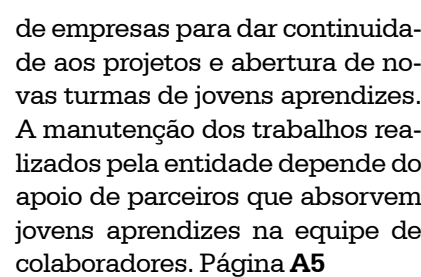 de empresas para dar continuida-
de aos projetos e abertura de no-
vas turmas de jovens aprendizes.
A manutenção dos trabalhos rea-
lizados pela entidade depende do
apoio de parceiros que absorvem
jovens aprendizes na equipe de
colaboradores. Página A5